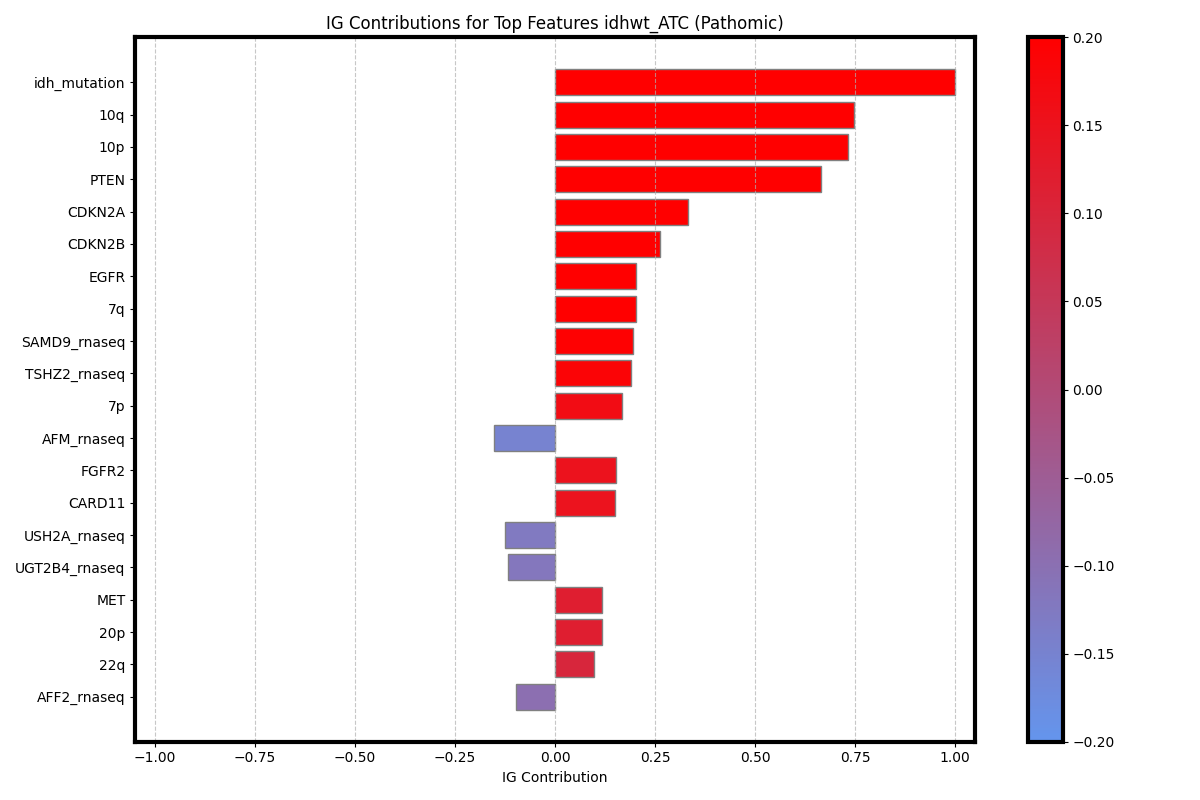 IG Contributions for Top Features idhwt_ATC (Pathomic)
idh_mutation
10q
10p
PTEN
CDKN2A
CDKN2B
EGFR
7q
SAMD9_rnaseq
TSHZ2_rnaseq
7p
AFM_rnaseq
FGFR2
CARD11
USH2A_rnaseq
UGT2B4_rnaseq
MET
20p
22q
AFF2_rnaseq
−1.00 −0.75 −0.50 −0.25 0.00 0.25 0.50 0.75 1.00
IG Contribution
0.20
0.15
0.10
0.05
0.00
−0.05
−0.10
−0.15
−0.20